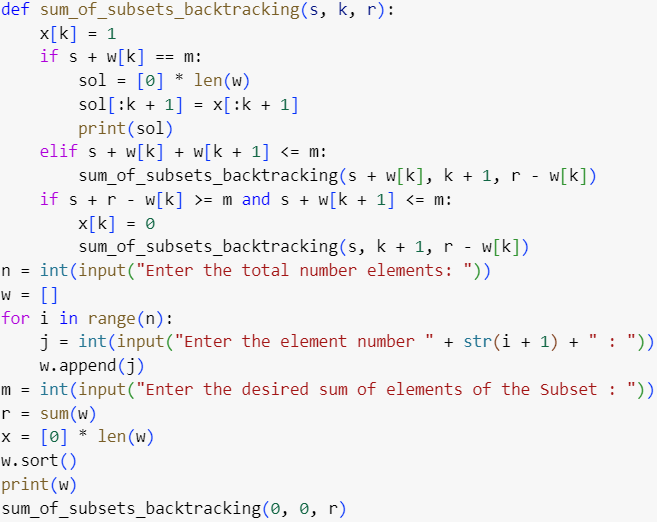 def sum_of_subsets_backtracking(s, k, r):
    x[k] = 1
    if s + w[k] == m:
        sol = [0] * len(w)
        sol[:k + 1] = x[:k + 1]
        print(sol)
    elif s + w[k] + w[k + 1] <= m:
        sum_of_subsets_backtracking(s + w[k], k + 1, r - w[k])
    if s + r - w[k] >= m and s + w[k + 1] <= m:
        x[k] = 0
        sum_of_subsets_backtracking(s, k + 1, r - w[k])
n = int(input("Enter the total number elements: "))
w = []
for i in range(n):
    j = int(input("Enter the element number " + str(i + 1) + " : "))
    w.append(j)
m = int(input("Enter the desired sum of elements of the Subset : "))
r = sum(w)
x = [0] * len(w)
w.sort()
print(w)
sum_of_subsets_backtracking(0, 0, r)